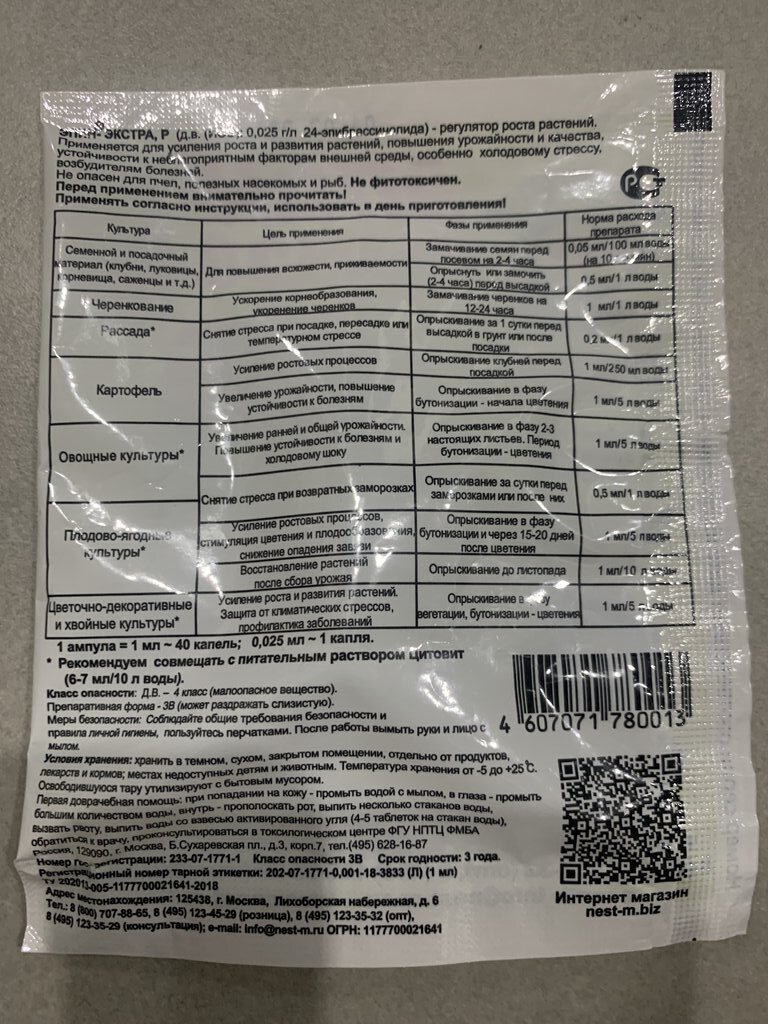 ЭПИН- ЭКСТРА, Р (д.в. 0,025 г/л 24-эпибрассинолида) - регулятор роста растений.
Применяется для усиления роста и развития растений, повышения урожайности и качества,
устойчивости к неблагоприятным факторам внешней среды, особенно холодовому стрессу,
возбудителям болезней.
Не опасен для пчел, полезных насекомых и рыб. Не фитотоксичен.
Перед применением внимательно прочитать!
Применять согласно инструкции, использовать в день приготовления!
РС
Культура Цель применения Фазы применения Норма расхода препарата
Семенной и посадочный материал (клубни, луковицы, корневища, саженцы и т.д.) Для повышения всхожести, приживаемости Замачивание семян перед посевом на 2-4 часа 0,05 мл/100 мл воды (на 10
Опрыснуть или замочить (2-4 часа) перед высадкой 0,5 мл/1 л воды
Черенкование Ускорение корнеобразования, укоренение черенков Замачивание черенков на 12-24 часа 1 мл/1 л воды
Рассада* Снятие стресса при посадке, пересадке или температурном стрессе Опрыскивание за 1 сутки перед высадкой в грунт или после посадки 0,2 мл/1 л воды
Картофель Усиление ростовых процессов Опрыскивание клубней перед посадкой 1 мл/250 мл воды
Увеличение урожайности, повышение устойчивости к болезням Опрыскивание в фазу бутонизации - начала цветения 1 мл/5 л воды
Овощные культуры* Увеличение ранней и общей урожайности. Повышение устойчивости к болезням и холодовому шоку Опрыскивание в фазу 2-3 настоящих листьев. Период бутонизации - цветения 1 мл/5 л воды
Плодово-ягодные культуры* Снятие стресса при возвратных заморозках Опрыскивание за сутки перед заморозками или после них 0,5 мл/1 л воды
Усиление ростовых процессов, стимуляция цветения и плодообразования, снижение опадения завязи Опрыскивание в фазу бутонизации и через 15-20 дней после цветения 1 мл/5 л воды
Восстановление растений после сбора урожая Опрыскивание до листопада 1 мл/10 л воды
Цветочно-декоративные и хвойные культуры* Усиление роста и развития растений. Защита от климатических стрессов, профилактика заболеваний Опрыскивание в фазу вегетации, бутонизации - цветения 1 мл/5 л воды
1 ампула = 1 мл ~ 40 капель; 0,025 мл ~ 1 капля.
* Рекомендуем совмещать с питательным раствором цитовит
(6-7 мл/10 л воды).
Класс опасности: Д.В. – 4 класс (малоопасное вещество).
Препаративная форма - 3В (может раздражать слизистую).
Меры безопасности: Соблюдайте общие требования безопасности и
правила личной гигиены, пользуйтесь перчатками. После работы вымыть руки и лицо с
мылом.
4 607071 780013
Условия хранения: хранить в темном, сухом, закрытом помещении, отдельно от продуктов,
лекарств и кормов; местах недоступных детям и животным. Температура хранения от -5 до +25°С.
Освободившуюся тару утилизируют с бытовым мусором.
Первая доврачебная помощь: при попадании на кожу - промыть водой с мылом, в глаза - промыть
большим количеством воды, внутрь - прополоскать рот, выпить несколько стаканов воды,
вызвать рвоту, выпить воды со взвесью активированного угля (4-5 таблеток на стакан воды),
обратиться к врачу, проконсультироваться в токсилогическом центре ФГУ НПТЦ ФМБА
России, 129090, г. Москва, Б.Сухаревская пл., д.3, корп.7, тел.(495) 628-16-87
Номер Гос. регистрации: 233-07-1771-1 Класс опасности 3В Срок годности: 3 года.
Регистрационный номер тарной этикетки: 202-07-1771-0,001-18-3833 (Л) (1 мл)
ТУ 202013-005-1177700021641-2018
Адрес местонахождения: 125438, г. Москва, Лихоборская набережная, д. 6
Тел.: 8 (800) 707-88-65, 8 (495) 123-45-29 (розница), 8 (495) 123-35-32 (опт),
8 (495) 123-35-29 (консультация); e-mail: info@nest-m.ru ОГРН: 1177700021641
Интернет магазин
nest-m.biz